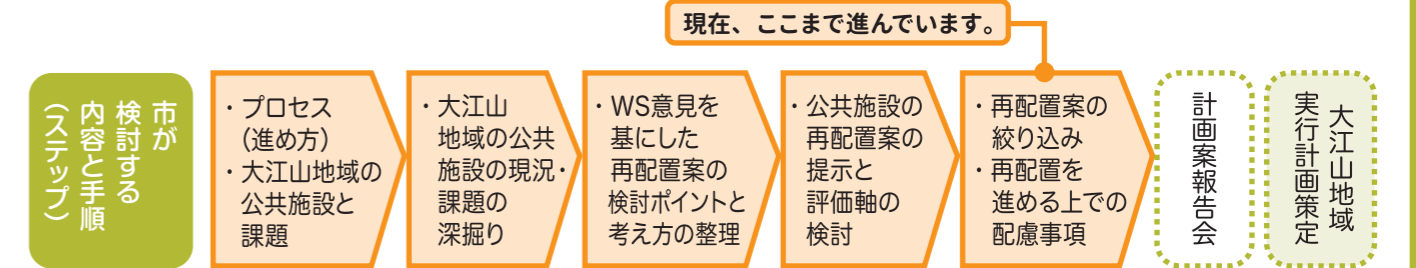 現在、ここまで進んでいます。
市が
検討する
内容と手順
（ステップ）
・プロセス
（進め方）
・大江山地域の
公共施設と
課題
・大江山
地域の公共
施設の現況・
課題の
深掘り
・WS意見を
基にした
再配置案の
検討ポイントと
考え方の整理
・公共施設の
再配置案の
提示と
評価軸の
検討
・再配置案の
絞り込み
・再配置を
進める上での
配慮事項
計画案報告会
大江山地域
実行計画策定